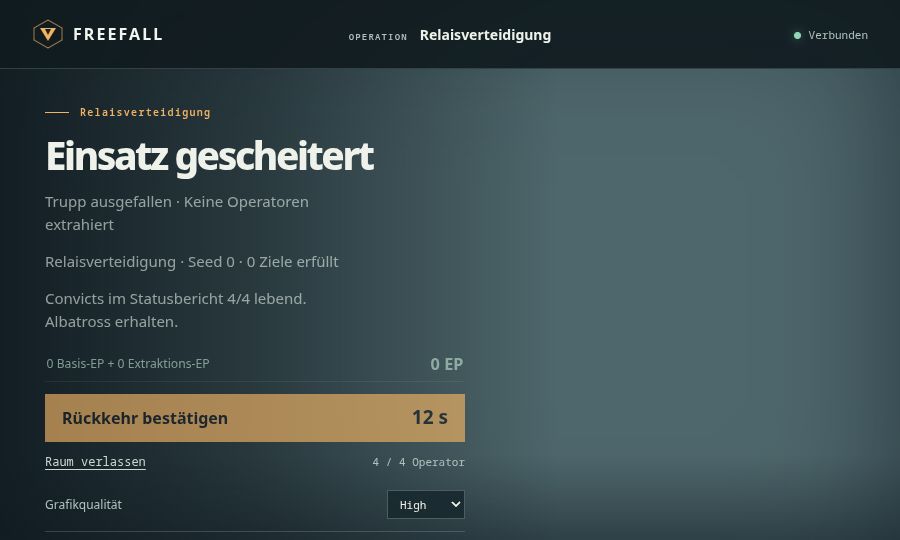 FREEFALL
OPERATION Relaisverteidigung
Verbunden
Relaisverteidigung
Einsatz gescheitert
Trupp ausgefallen · Keine Operatoren
extrahiert
Relaisverteidigung · Seed 0 · 0 Ziele erfüllt
Convicts im Statusbericht 4/4 lebend.
Albatross erhalten.
0 Basis-EP + 0 Extraktions-EP 0 EP
Rückkehr bestätigen 12 s
Raum verlassen 4 / 4 Operator
Grafikqualität High